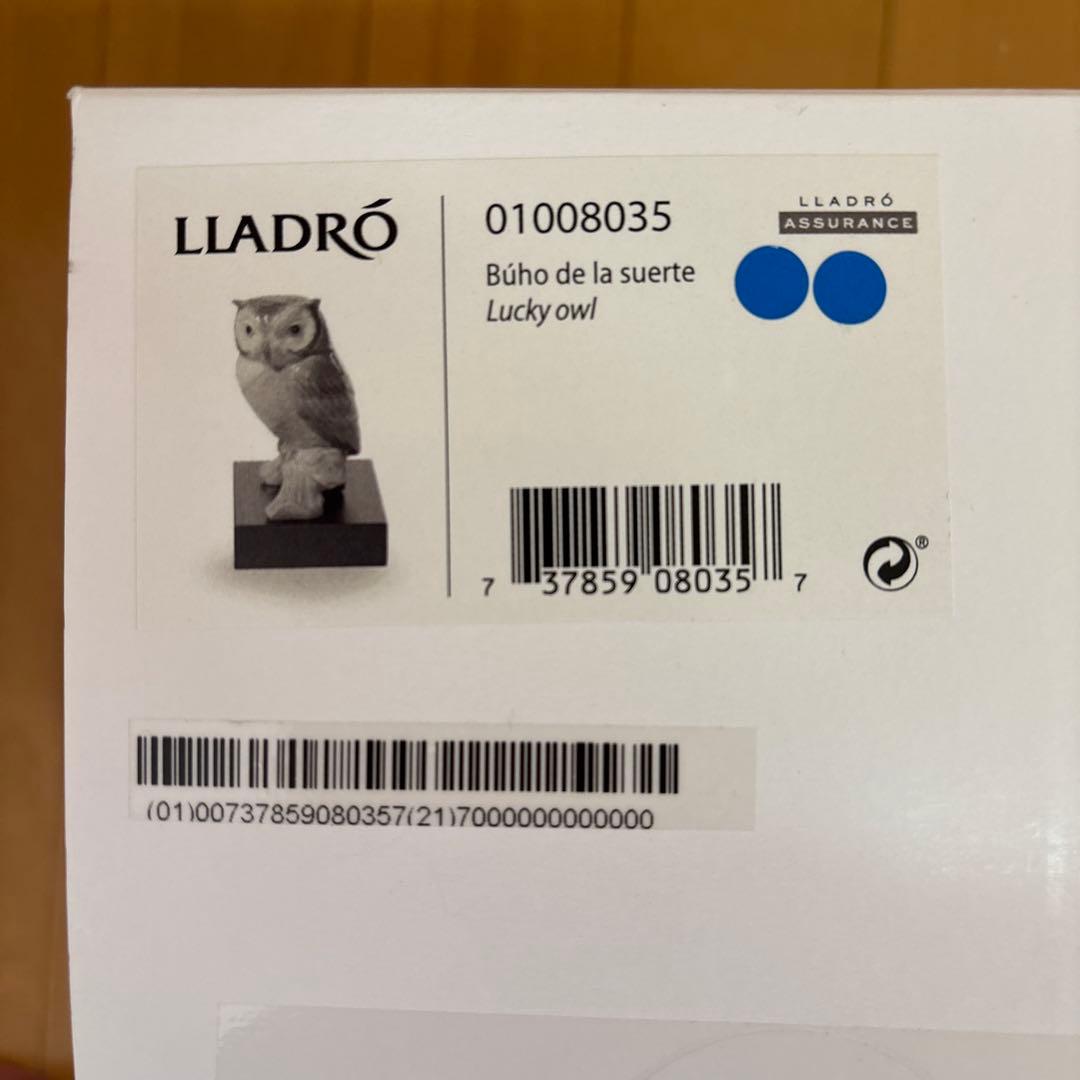 LLADRÓ
01008035
Búho de la suerte
Lucky owl
LLADRÓ
ASSURANCE
7 37859 08035 7
®
(01)00737859080357(21)7000000000000